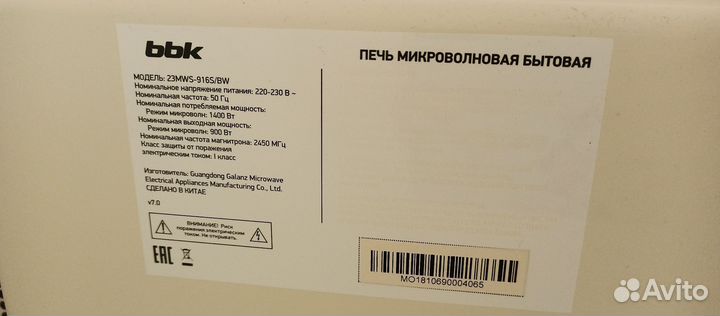 bbk
МОДЕЛЬ: 23MWS-916S/BW
Номинальное напряжение питания: 220-230 В ~
Номинальная частота: 50 Гц
Номинальная потребляемая мощность:
Режим микроволн: 1400 Вт
Номинальная выходная мощность:
Режим микроволн: 900 Вт
Номинальная частота магнитрона: 2450 МГц
Класс защиты от поражения
электрическим током: I класс
Изготовитель: Guangdong Galanz Microwave
Electrical Appliances Manufacturing Co., Ltd.
СДЕЛАНО В КИТАЕ
v7.0
ВНИМАНИЕ! Риск
поражения электрическим
током. Не открывать
EAC
ПЕЧЬ МИКРОВОЛНОВАЯ БЫТОВАЯ
MO1810690004065
Avito